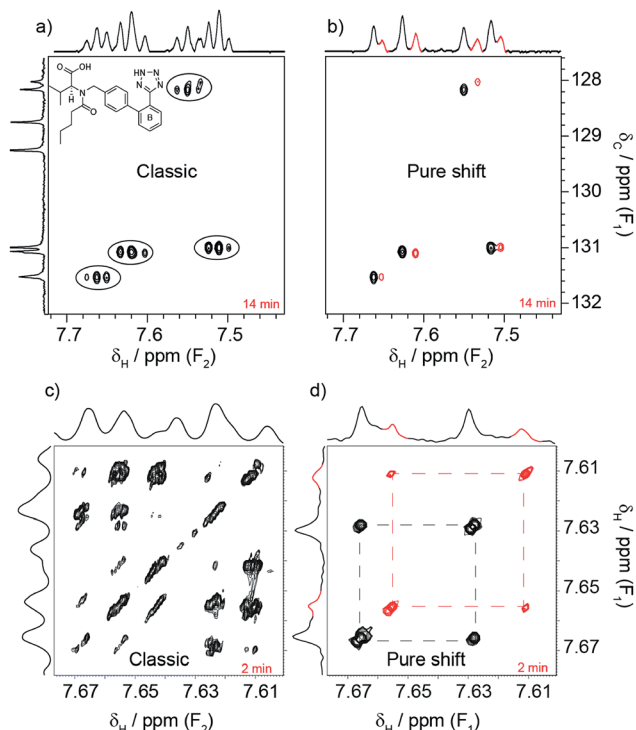 a)
b)
OH
O
H
N
O
HN-N
N
N
B
Classic
Pure shift
14 min
14 min
128
129
131
132
δC / ppm (F1)
7.7 7.6 7.5
7.7 7.6 7.5
δH / ppm (F2)
δH / ppm (F2)
c)
d)
7.61
7.63
7.65
7.67
δH / ppm (F1)
Classic
Pure shift
2 min
2 min
7.67 7.65 7.63 7.61
7.67 7.65 7.63 7.61
δH / ppm (F2)
δH / ppm (F1)